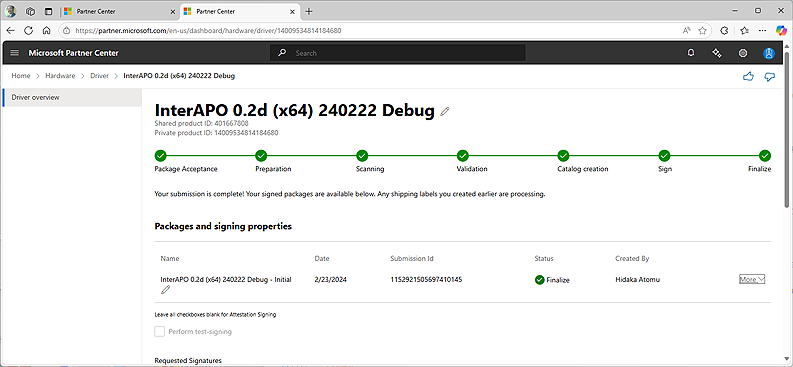 Partner Center
Partner Center
https://partner.microsoft.com/en-us/dashboard/hardware/driver/14009534814184680
Microsoft Partner Center
Search
Home > Hardware > Driver > InterAPO 0.2d (x64) 240222 Debug
Driver overview
InterAPO 0.2d (x64) 240222 Debug
Shared product ID: 401667808
Private product ID: 14009534814184680
Package Acceptance
Preparation
Scanning
Validation
Catalog creation
Sign
Finalize
Your submission is complete! Your signed packages are available below. Any shipping labels you created earlier are processing.
Packages and signing properties
Name Date Submission Id Status Created By
InterAPO 0.2d (x64) 240222 Debug - Initial 2/23/2024 1152921505697410145 Finalize Hidaka Atomu More
Leave all checkboxes blank for Attestation Signing
Perform test-signing
Requested Signatures